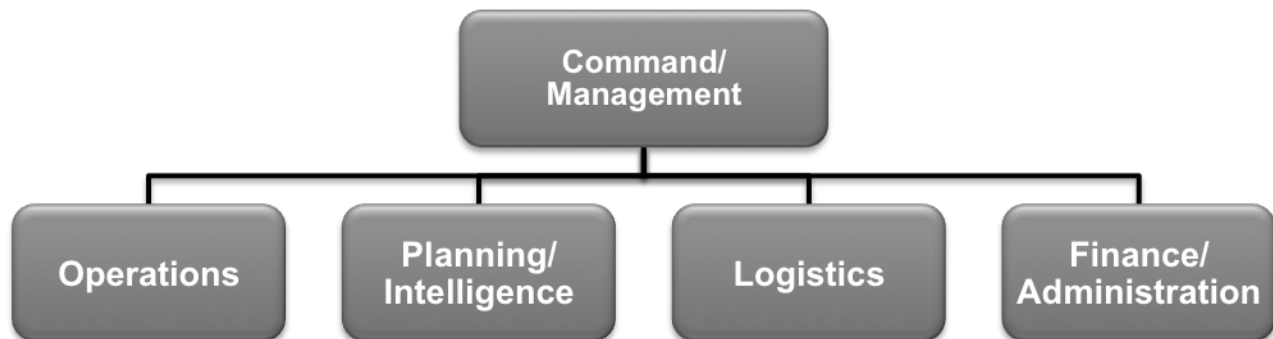 Command/
Management
Operations
Planning/
Intelligence
Logistics
Finance/
Administration